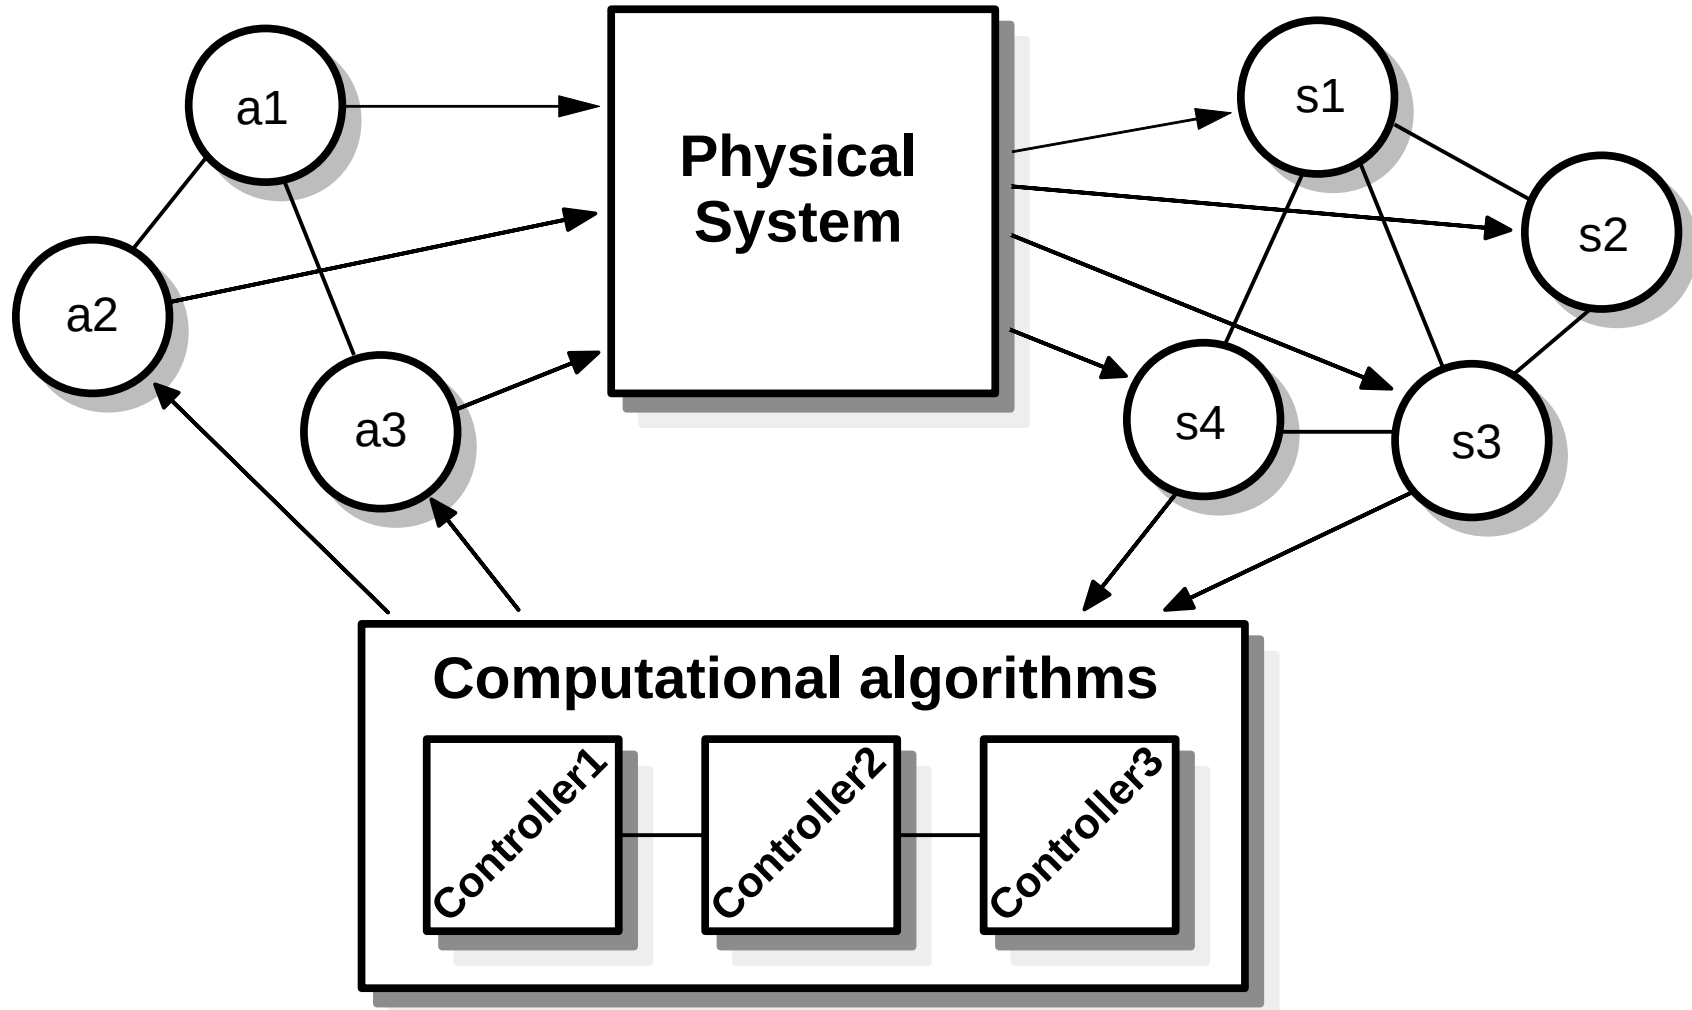 a1
Physical
System
s1
s2
a2
a3
s4
s3
Computational algorithms
Controller1
Controller2
Controller3